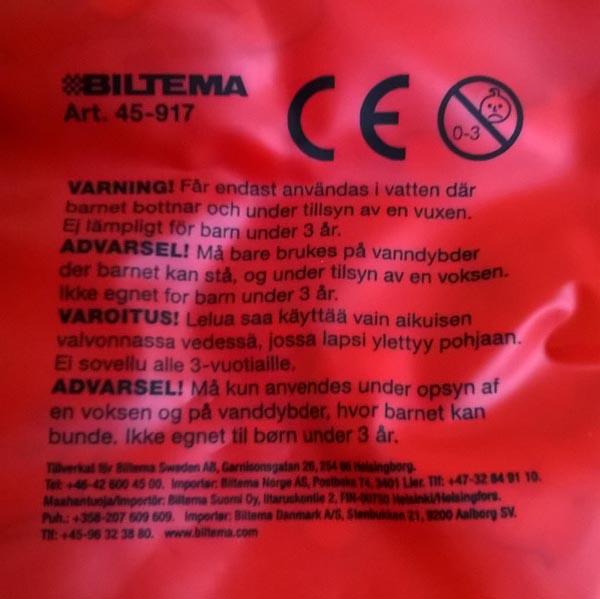 BILTEMA
Art. 45-917
CE
0-3
VARNING! Får endast användas i vatten där
barnet bottnar och under tillsyn av en vuxen.
Ej lämpligt för barn under 3 år.
ADVARSEL! Må bare brukes på vanndybder
der barnet kan stå, og under tilsyn av en voksen.
Ikke egnet for barn under 3 år.
VAROITUS! Lelua saa käyttää vain aikuisen
valvonnassa vedessä, jossa lapsi ylettyy pohjaan.
Ei sovellu alle 3-vuotiaille.
ADVARSEL! Må kun anvendes under opsyn af
en voksen og på vanddybder, hvor barnet kan
bunde. Ikke egnet til børn under 3 år.
Tillverkat för Biltema Sweden AB, Garnisonsgatan 26, 254 66 Helsingborg.
Tel: +46-42 600 45 00. Importør: Biltema Norge AS, Postboks 74, 3401 Lier. Tlf: +47-32 84 91 10.
Maahantuoja/Importör: Biltema Suomi Oy, Iltaruskontie 2, FIN-00750 Helsinki/Helsingfors.
Puh.: +358-207 609 609. Importør: Biltema Danmark A/S, Stenbukken 21, 9200 Aalborg SV.
Tlf: +45-96 32 38 80. www.biltema.com